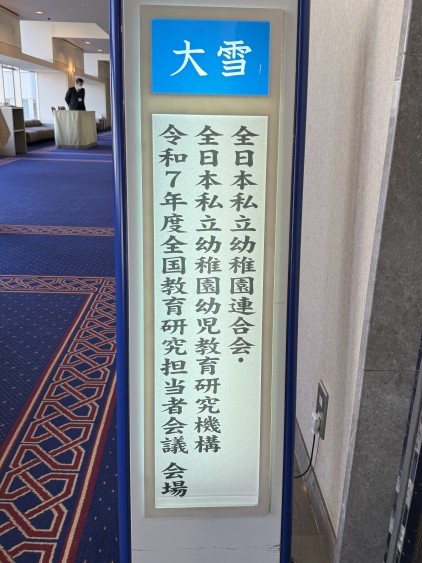 大雪
全日本私立幼稚園連合会・
全日本私立幼稚園幼児教育研究機構
令和7年度全国教育研究担当者会議 会場